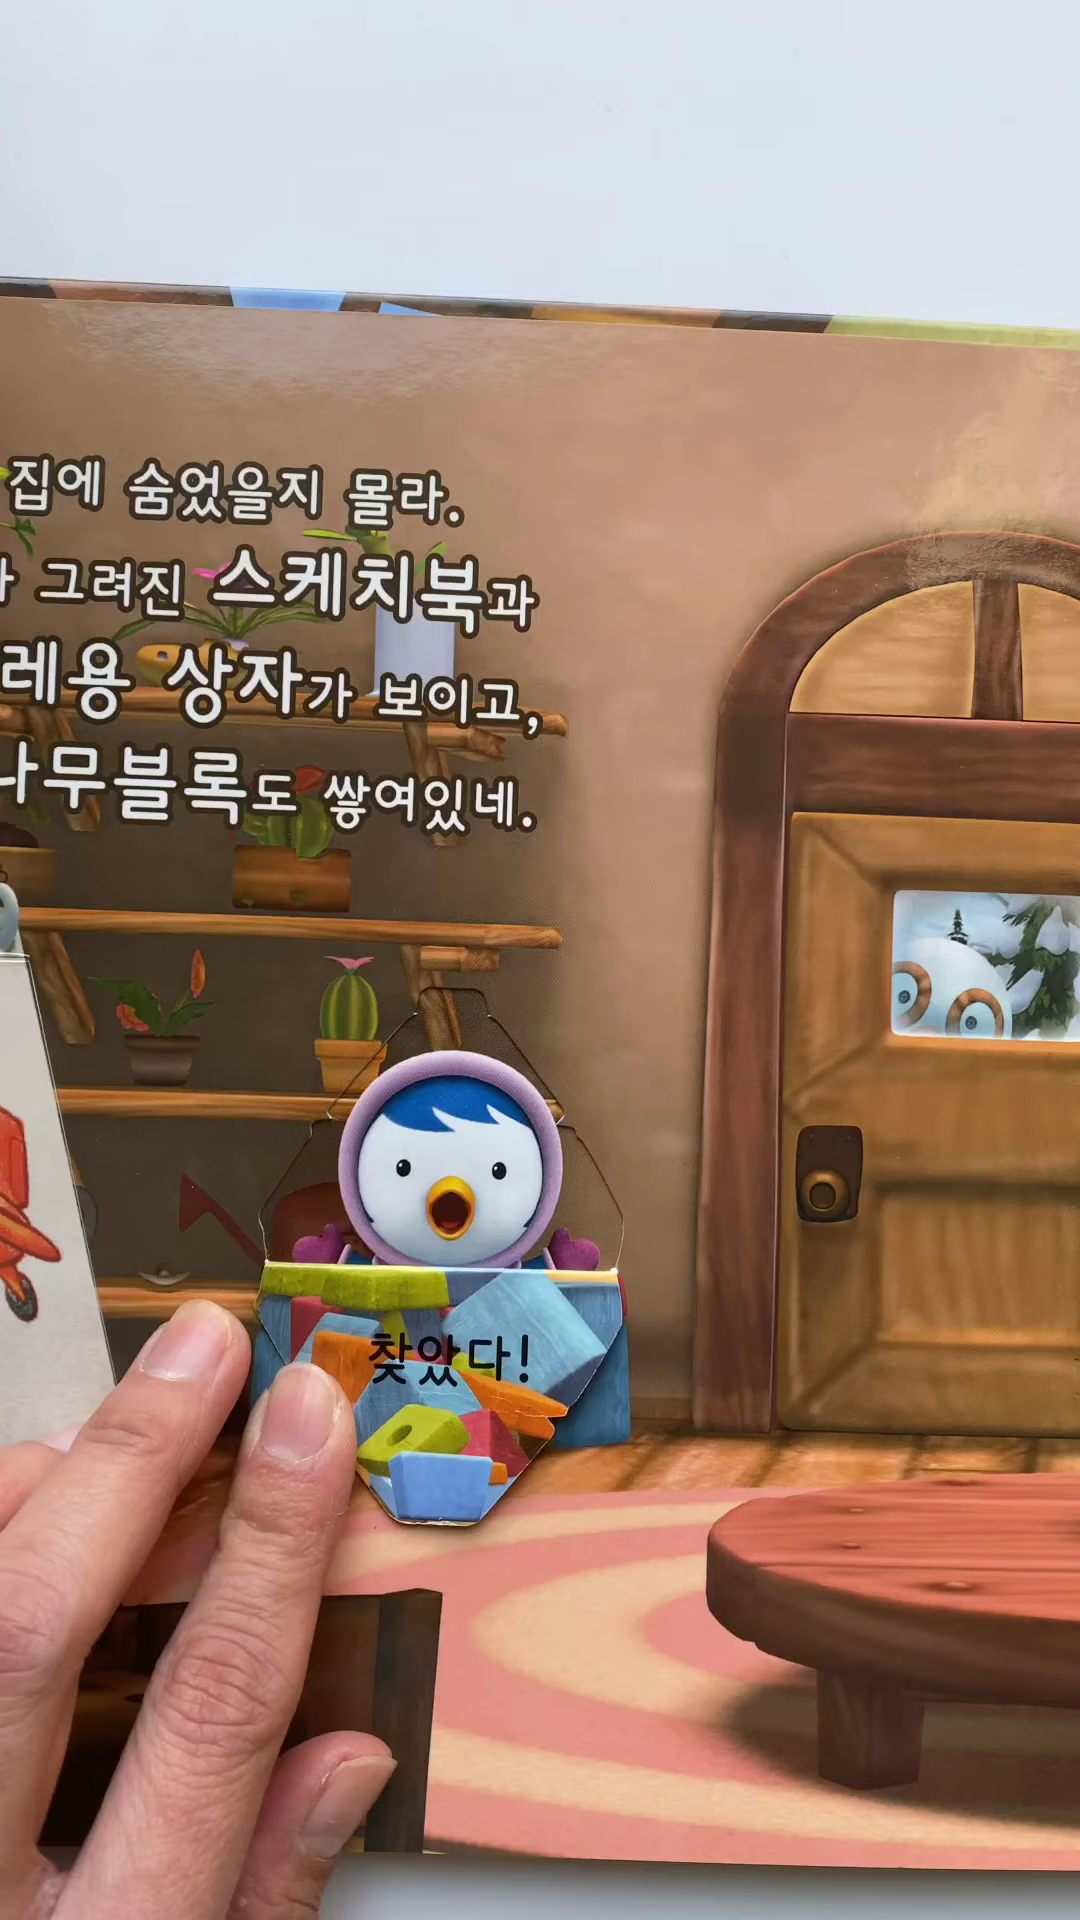 집에 숨었을지 몰라.
그려진 스케치북과
레용 상자가 보이고,
나무블록도 쌓여있네.
찾았다!